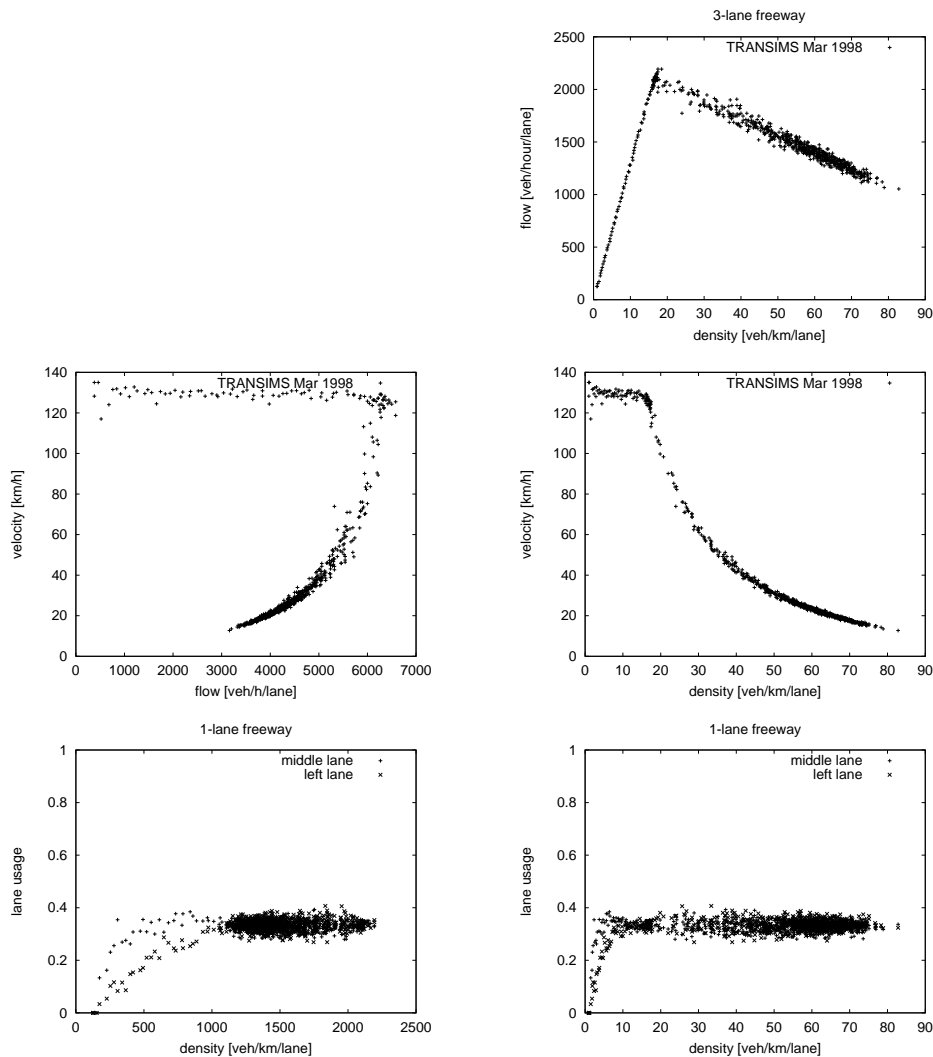 3-lane freeway
TRANSIMS Mar 1998
2500
2000
1500
1000
500
0
flow [veh/hour/lane]
0 10 20 30 40 50 60 70 80 90
density [veh/km/lane]
TRANSIMS Mar 1998
140
120
100
80
60
40
20
0
velocity [km/h]
0 1000 2000 3000 4000 5000 6000 7000
flow [veh/h/lane]
TRANSIMS Mar 1998
140
120
100
80
60
40
20
0
velocity [km/h]
0 10 20 30 40 50 60 70 80 90
density [veh/km/lane]
1-lane freeway
middle lane
left lane
1
0.8
0.6
0.4
0.2
0
lane usage
0 500 1000 1500 2000 2500
density [veh/km/lane]
1-lane freeway
middle lane
left lane
1
0.8
0.6
0.4
0.2
0
lane usage
0 10 20 30 40 50 60 70 80 90
density [veh/km/lane]